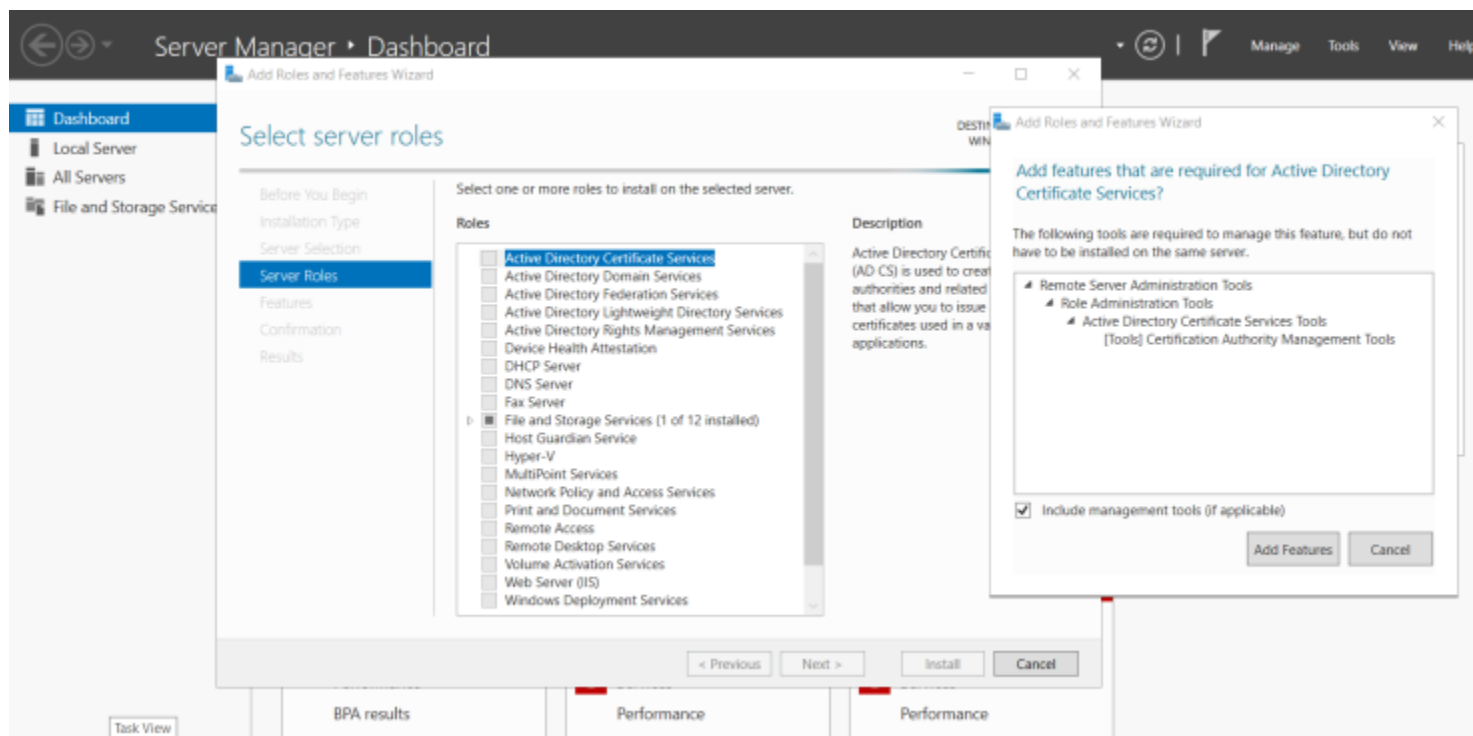 Server Manager ‣ Dashboard
Manage Tools View Help
Add Roles and Features Wizard
Dashboard
Local Server
All Servers
File and Storage Service
Select server roles
DESTIN
WIN
Before You Begin
Installation Type
Server Selection
Server Roles
Features
Confirmation
Results
Select one or more roles to install on the selected server.
Roles
Active Directory Certificate Services
Active Directory Domain Services
Active Directory Federation Services
Active Directory Lightweight Directory Services
Active Directory Rights Management Services
Device Health Attestation
DHCP Server
DNS Server
Fax Server
File and Storage Services (1 of 12 installed)
Host Guardian Service
Hyper-V
MultiPoint Services
Network Policy and Access Services
Print and Document Services
Remote Access
Remote Desktop Services
Volume Activation Services
Web Server (IIS)
Windows Deployment Services
Description
Active Directory Certific
(AD CS) is used to creat
authorities and related
that allow you to issue
certificates used in a va
applications.
< Previous Next > Install Cancel
Add Roles and Features Wizard
Add features that are required for Active Directory
Certificate Services?
The following tools are required to manage this feature, but do not
have to be installed on the same server.
Remote Server Administration Tools
Role Administration Tools
Active Directory Certificate Services Tools
[Tools] Certification Authority Management Tools
Include management tools (if applicable)
Add Features Cancel
BPA results
Performance
Performance
Task View